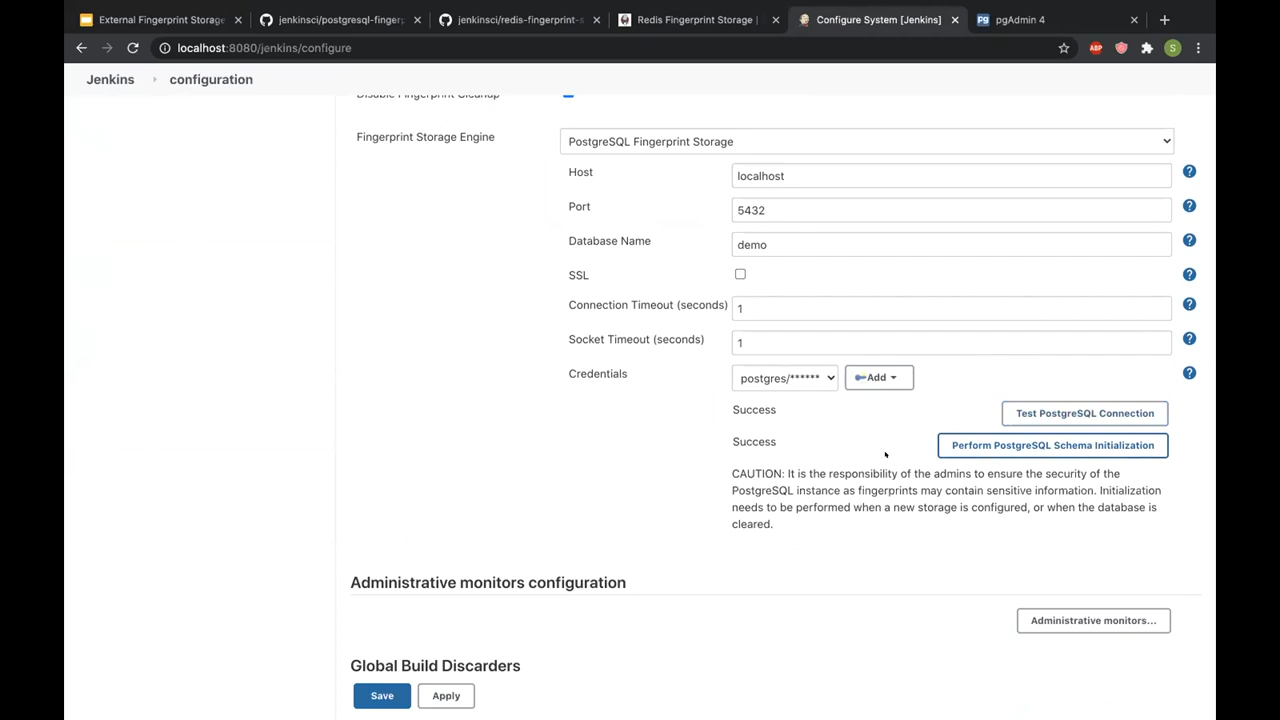 External Fingerprint Storage
jenkinsci/postgresql-fingerp
jenkinsci/redis-fingerprint-s
Redis Fingerprint Storage |
Configure System [Jenkins]
pgAdmin 4
localhost:8080/jenkins/configure
ABP
S
Jenkins
configuration
Disable Fingerprint Cleanup
Fingerprint Storage Engine
PostgreSQL Fingerprint Storage
Host
localhost
Port
5432
Database Name
demo
SSL
Connection Timeout (seconds)
1
Socket Timeout (seconds)
1
Credentials
postgres/******
Add
Success
Test PostgreSQL Connection
Success
Perform PostgreSQL Schema Initialization
CAUTION: It is the responsibility of the admins to ensure the security of the
PostgreSQL instance as fingerprints may contain sensitive information. Initialization
needs to be performed when a new storage is configured, or when the database is
cleared.
Administrative monitors configuration
Administrative monitors...
Global Build Discarders
Save
Apply